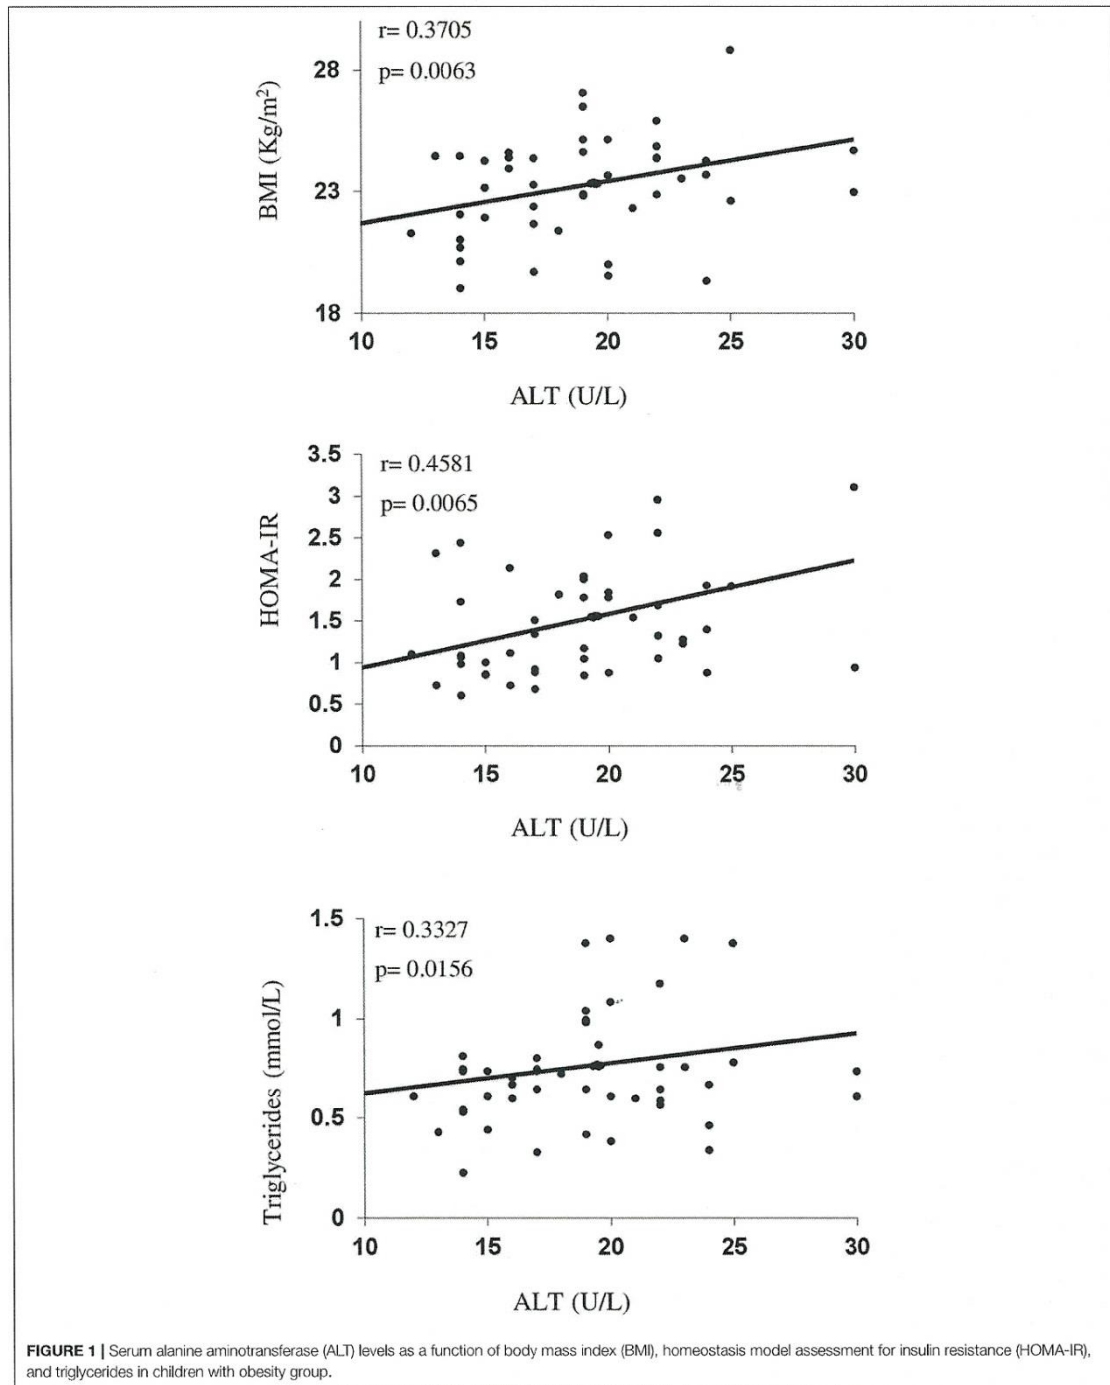 r= 0.3705
p= 0.0063
28
23
18
BMI (Kg/m²)
10 15 20 25 30
ALT (U/L)
3.5
r= 0.4581
3
p= 0.0065
2.5
2
1.5
1
0.5
0
HOMA-IR
10 15 20 25 30
ALT (U/L)
1.5
r= 0.3327
p= 0.0156
1
0.5
0
Triglycerides (mmol/L)
10 15 20 25 30
ALT (U/L)
FIGURE 1 | Serum alanine aminotransferase (ALT) levels as a function of body mass index (BMI), homeostasis model assessment for insulin resistance (HOMA-IR),
and triglycerides in children with obesity group.